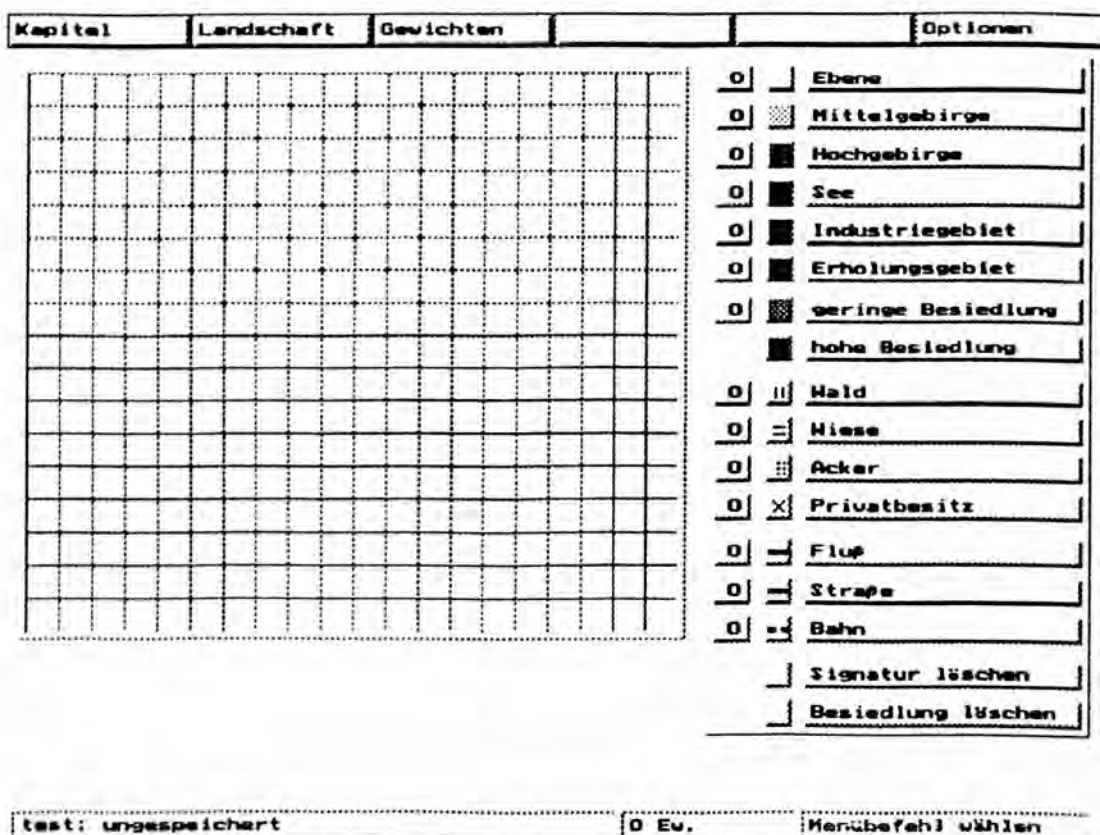 Kapitel Landschaft Gewichten Optionen
0 Ebene
0 Mittelgebirge
0 Hochgebirge
0 See
0 Industriegebiet
0 Erholungsgebiet
0 geringe Besiedlung
hohe Besiedlung
0 Wald
0 Wiese
0 Acker
0 Privatbesitz
0 Fluß
0 Straße
0 Bahn
Signatur löschen
Besiedlung löschen
test: ungespeichert 0 Ew. Menübefehl wählen